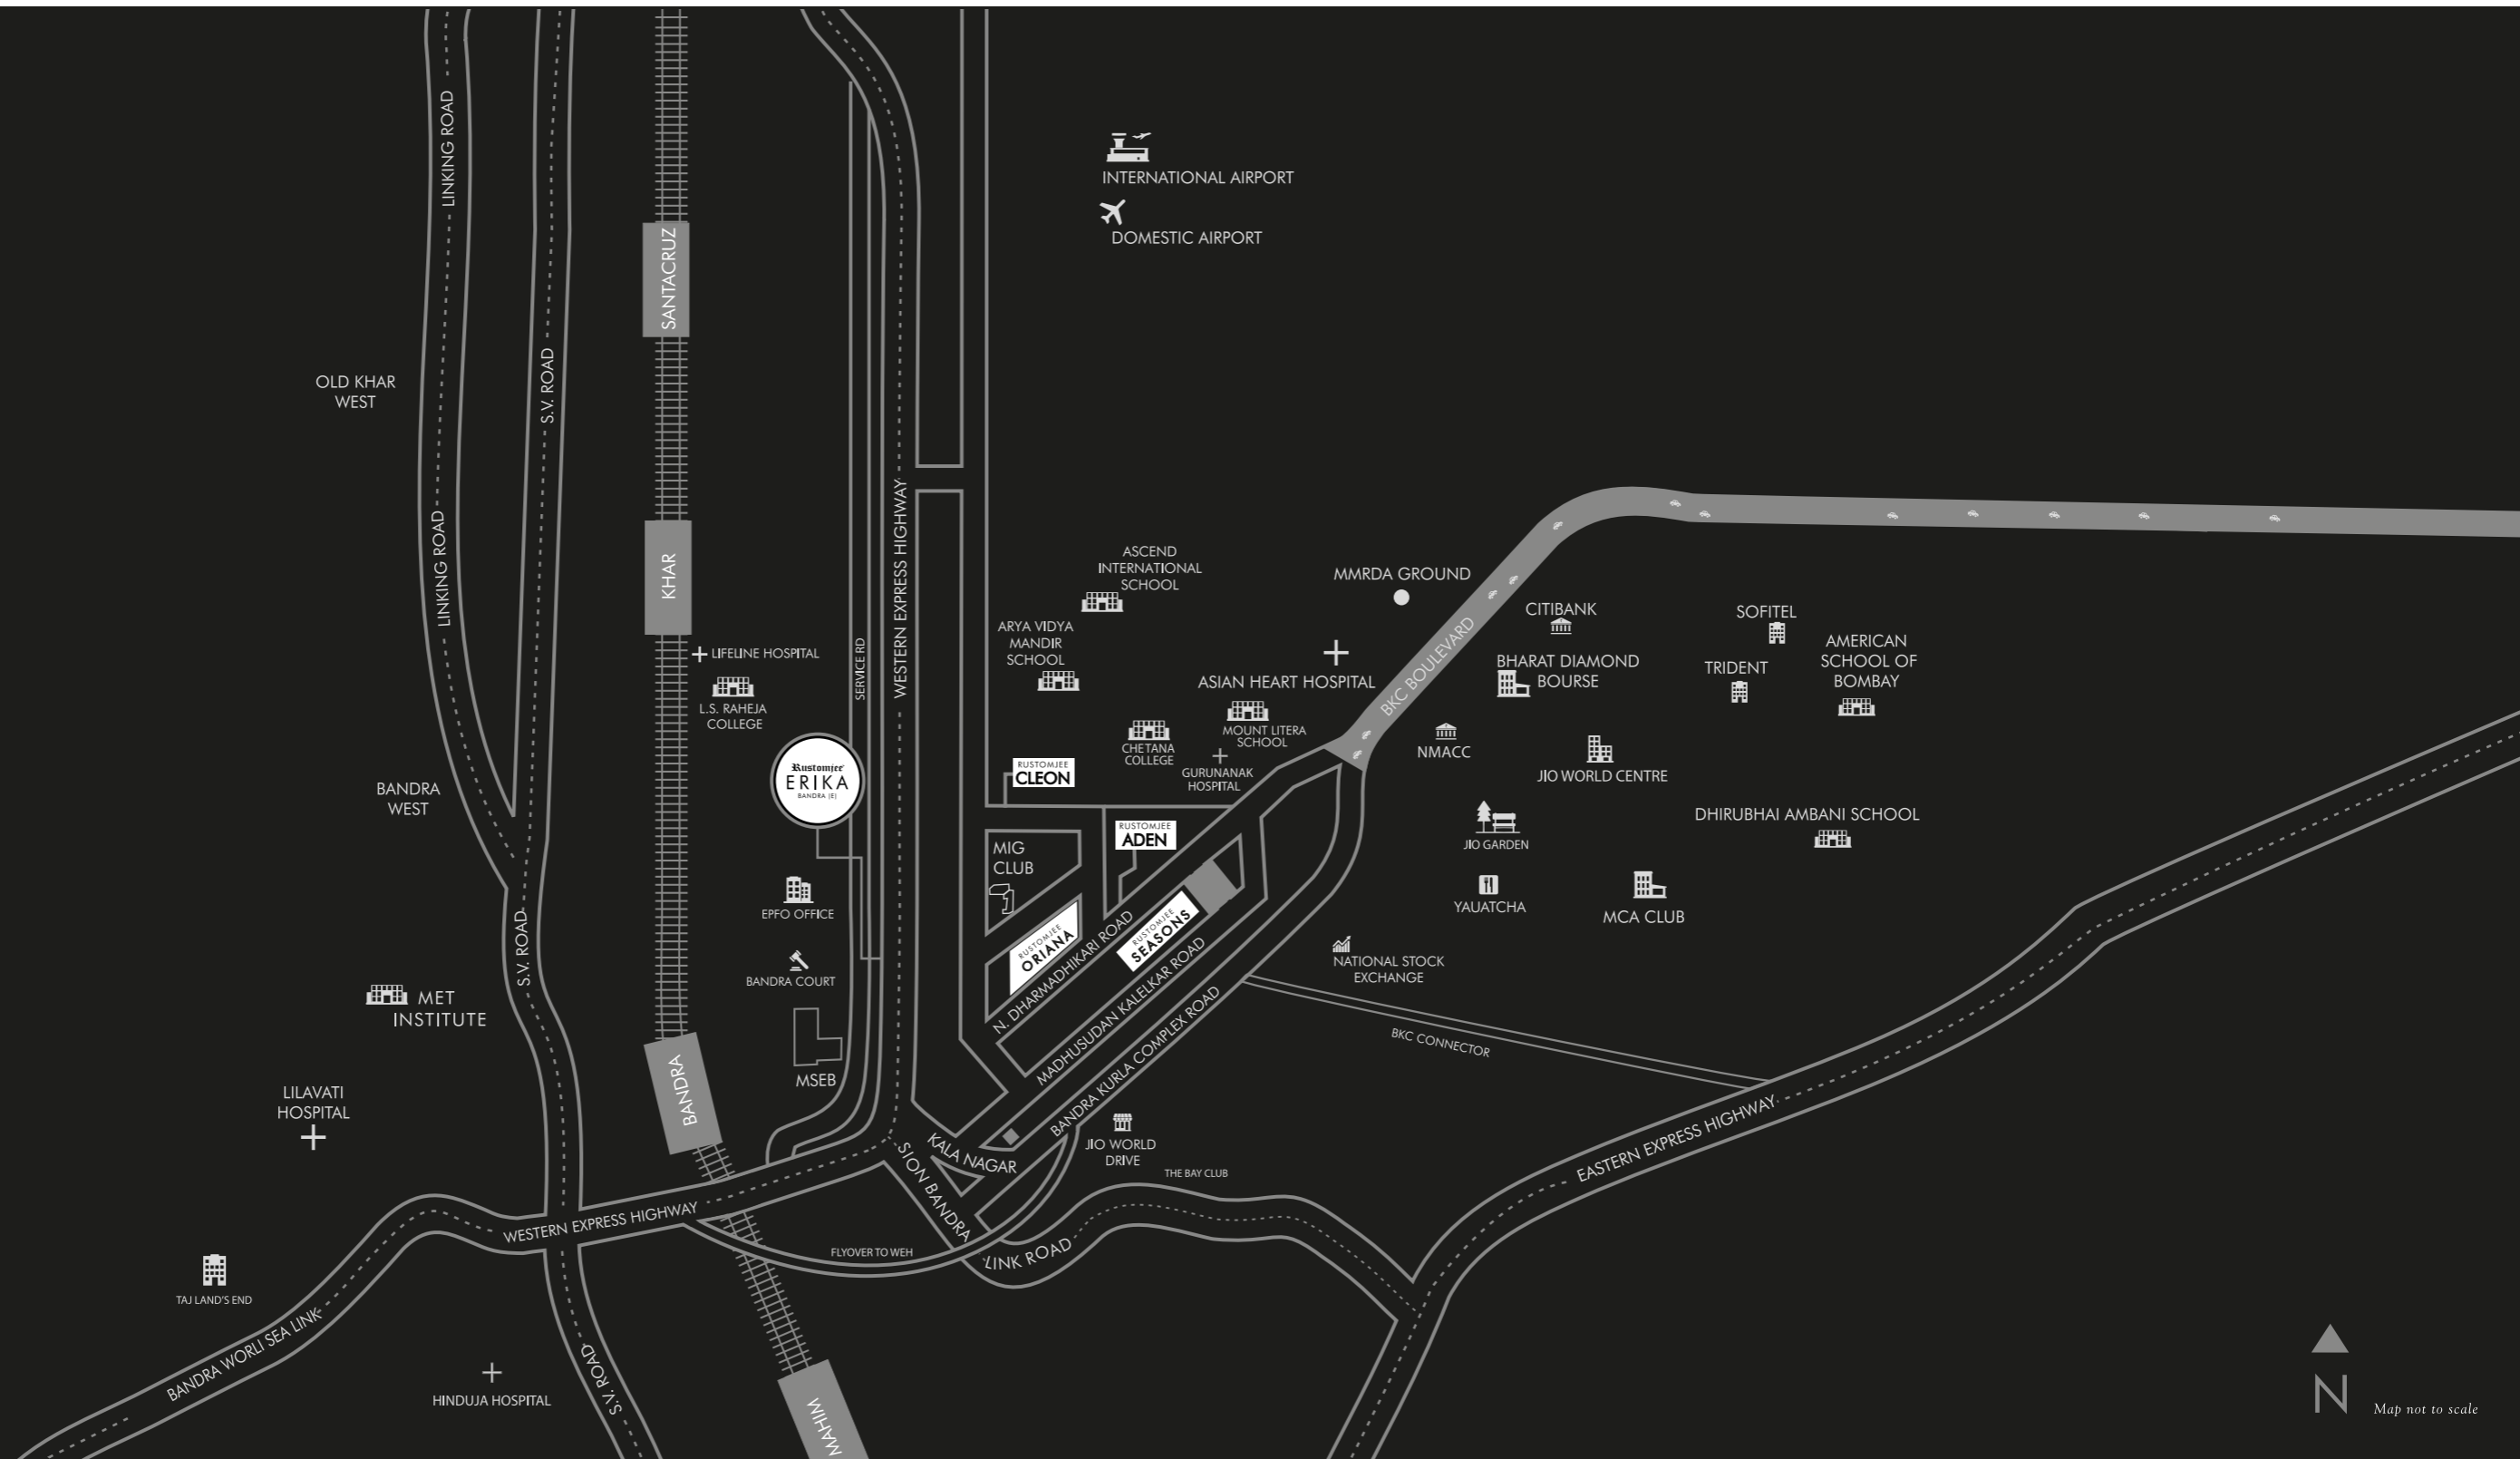 LINKING ROAD
S.V. ROAD
SANTACRUZ
INTERNATIONAL AIRPORT
DOMESTIC AIRPORT
OLD KHAR
WEST
LINKING ROAD
KHAR
WESTERN EXPRESS HIGHWAY
SERVICE RD
LIFELINE HOSPITAL
L.S. RAHEJA
COLLEGE
ASCEND
INTERNATIONAL
SCHOOL
ARYA VIDYA
MANDIR
SCHOOL
MMRDA GROUND
ASIAN HEART HOSPITAL
BKC BOULEVARD
CITIBANK
BHARAT DIAMOND
BOURSE
SOFITEL
TRIDENT
AMERICAN
SCHOOL OF
BOMBAY
MOUNT LITERA
SCHOOL
CHETANA
COLLEGE
GURUNANAK
HOSPITAL
NMACC
JIO WORLD CENTRE
BANDRA
WEST
Rustomjee
ERIKA
BANDRA (E)
RUSTOMJEE
CLEON
RUSTOMJEE
ADEN
MIG
CLUB
DHIRUBHAI AMBANI SCHOOL
JIO GARDEN
YAUATCHA
MCA CLUB
EPFO OFFICE
RUSTOMJEE
ORIANA
RUSTOMJEE
SEASONS
N. DHARMADHIKARI ROAD
MADHUSUDAN KALELKAR ROAD
BANDRA KURLA COMPLEX ROAD
NATIONAL STOCK
EXCHANGE
S.V. ROAD
BANDRA COURT
MET
INSTITUTE
BKC CONNECTOR
MSEB
BANDRA
LILAVATI
HOSPITAL
KALA NAGAR
JIO WORLD
DRIVE
THE BAY CLUB
SION BANDRA
LINK ROAD
EASTERN EXPRESS HIGHWAY
WESTERN EXPRESS HIGHWAY
FLYOVER TO WEH
TAJ LAND'S END
BANDRA WORLI SEA LINK
S.V. ROAD
HINDUJA HOSPITAL
MAHIM
N
Map not to scale